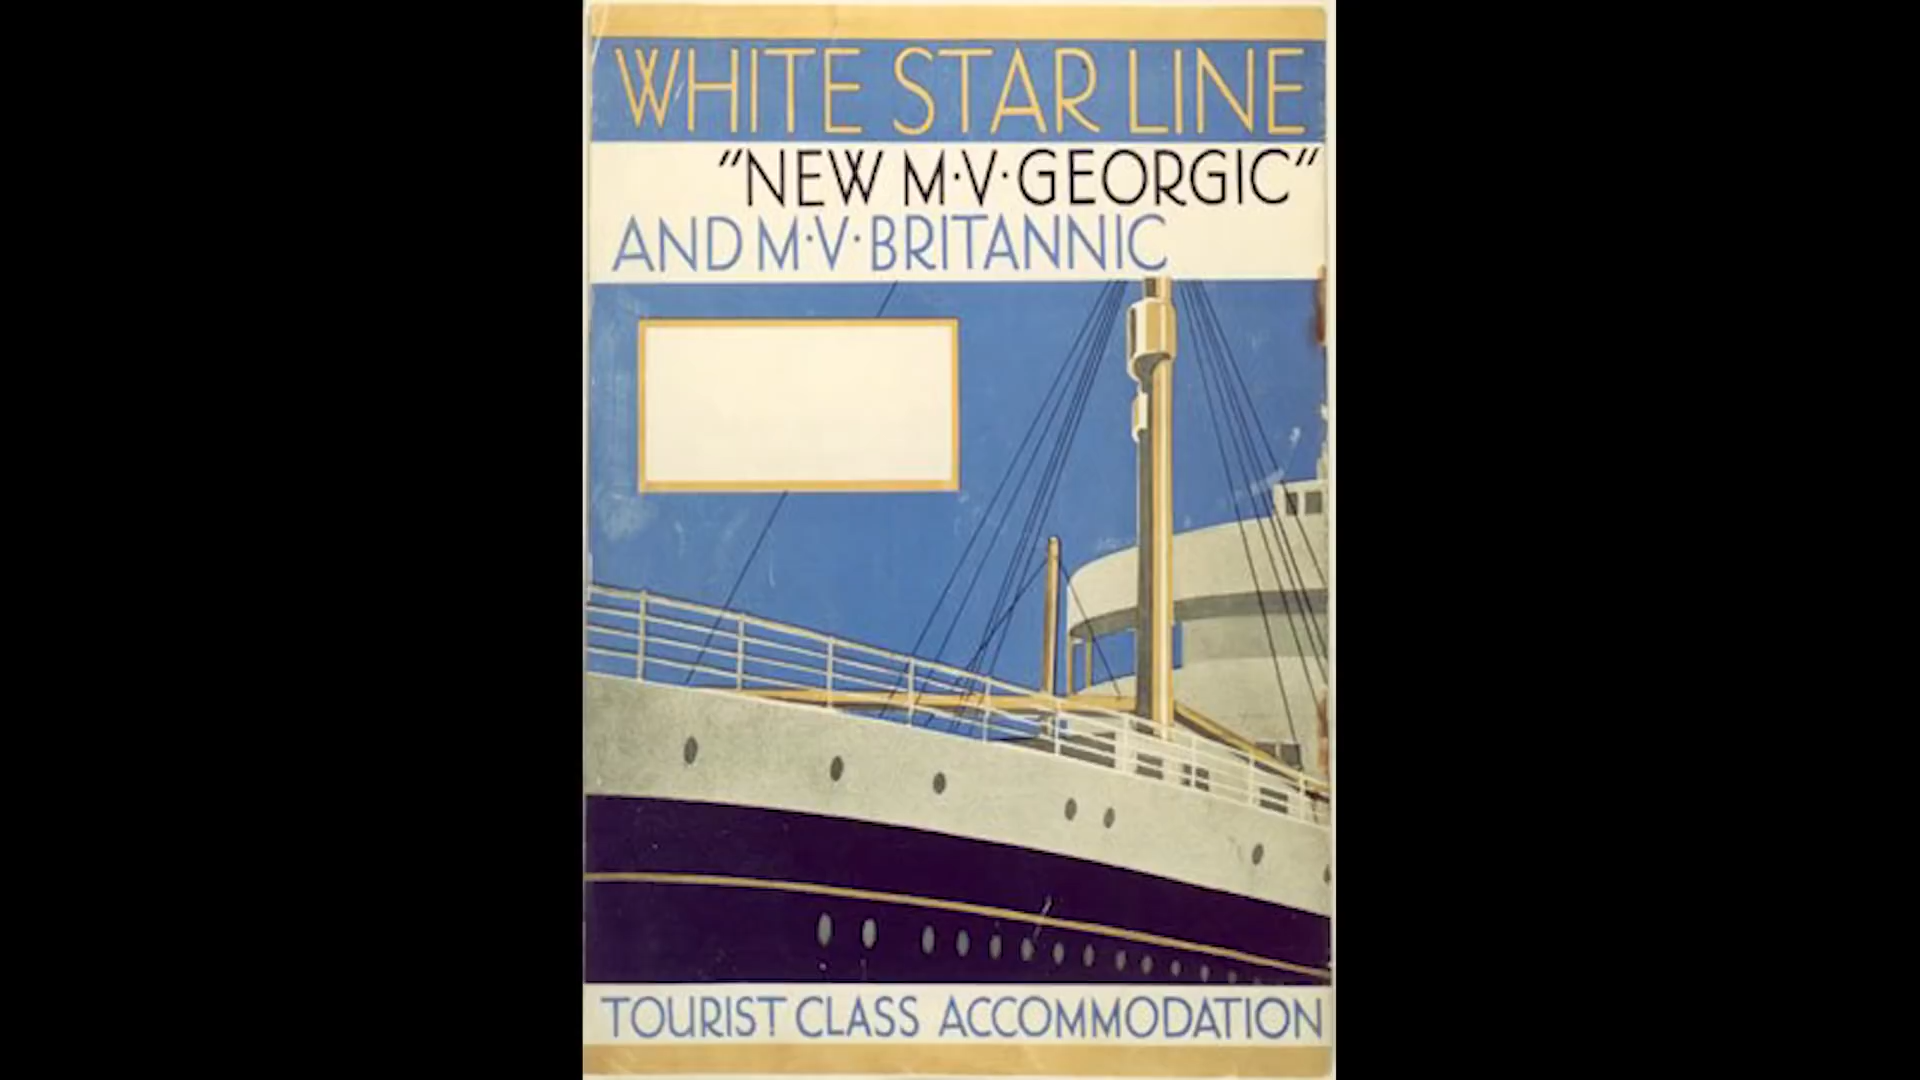 WHITE STAR LINE
"NEW M·V·GEORGIC"
AND M·V·BRITANNIC
TOURIST CLASS ACCOMMODATION